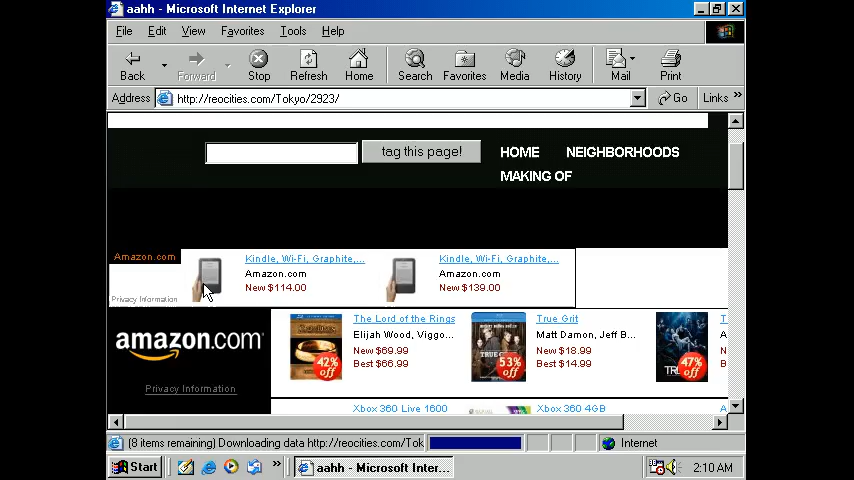 aahh - Microsoft Internet Explorer
File Edit View Favorites Tools Help
Back Forward Stop Refresh Home Search Favorites Media History Mail Print
Address http://reocities.com/Tokyo/2923/ Go Links »
tag this page! HOME NEIGHBORHOODS
MAKING OF
Amazon.com Kindle, Wi-Fi, Graphite,... Kindle, Wi-Fi, Graphite,...
Amazon.com Amazon.com
New $114.00 New $139.00
Privacy Information
The Lord of the Rings True Grit T
Elijah Wood, Viggo... Matt Damon, Jeff B... A
New $69.99 New $18.99 N
Best $66.99 Best $14.99 B
42% off 53% off 47% off
amazon.com
Privacy Information
Xbox 360 Live 1600 Xbox 360 4GB A
(8 items remaining) Downloading data http://reocities.com/Tok Internet
Start » aahh - Microsoft Inter... 2:10 AM